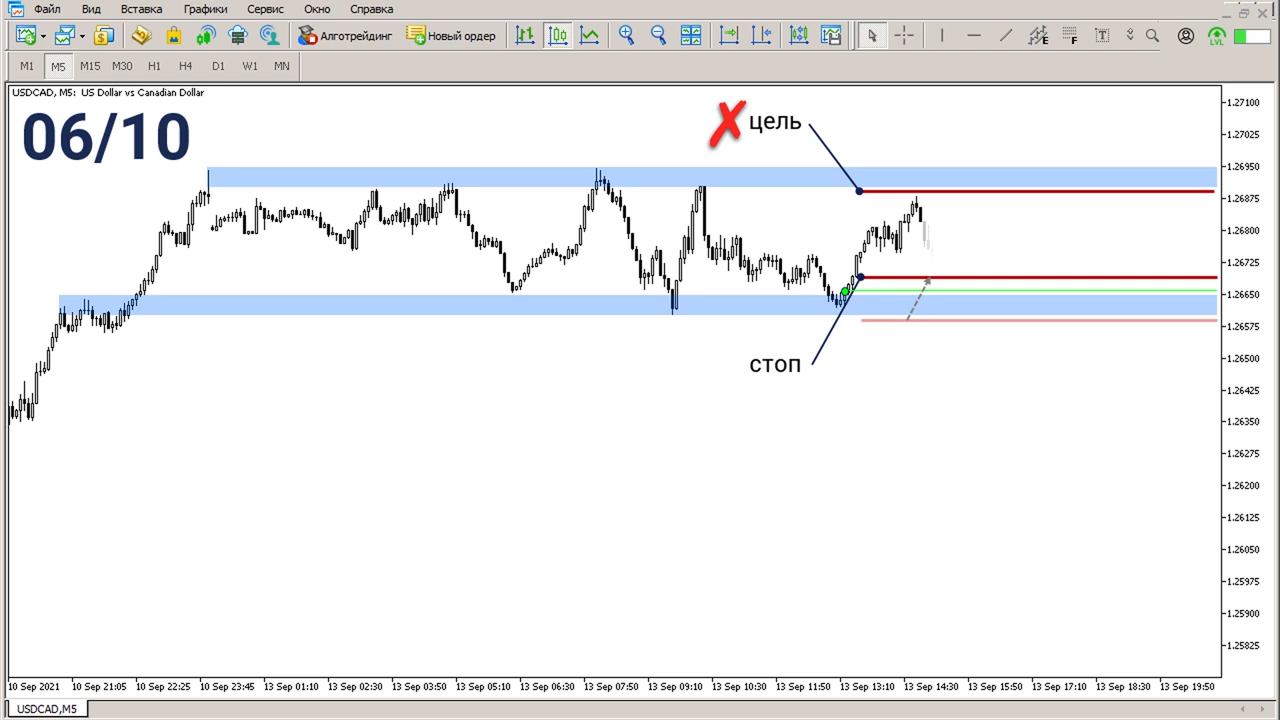 Файл Вид Вставка Графики Сервис Окно Справка
Алготрейдинг Новый ордер
M1 M5 M15 M30 H1 H4 D1 W1 MN
USDCAD, M5: US Dollar vs Canadian Dollar
06/10
цель
стоп
1.27100
1.27025
1.26950
1.26875
1.26800
1.26725
1.26650
1.26575
1.26500
1.26425
1.26350
1.26275
1.26200
1.26125
1.26050
1.25975
1.25900
1.25825
10 Sep 2021 10 Sep 21:05 10 Sep 22:25 10 Sep 23:45 13 Sep 01:10 13 Sep 02:30 13 Sep 03:50 13 Sep 05:10 13 Sep 06:30 13 Sep 07:50 13 Sep 09:10 13 Sep 10:30 13 Sep 11:50 13 Sep 13:10 13 Sep 14:30 13 Sep 15:50 13 Sep 17:10 13 Sep 18:30 13 Sep 19:50
USDCAD,M5